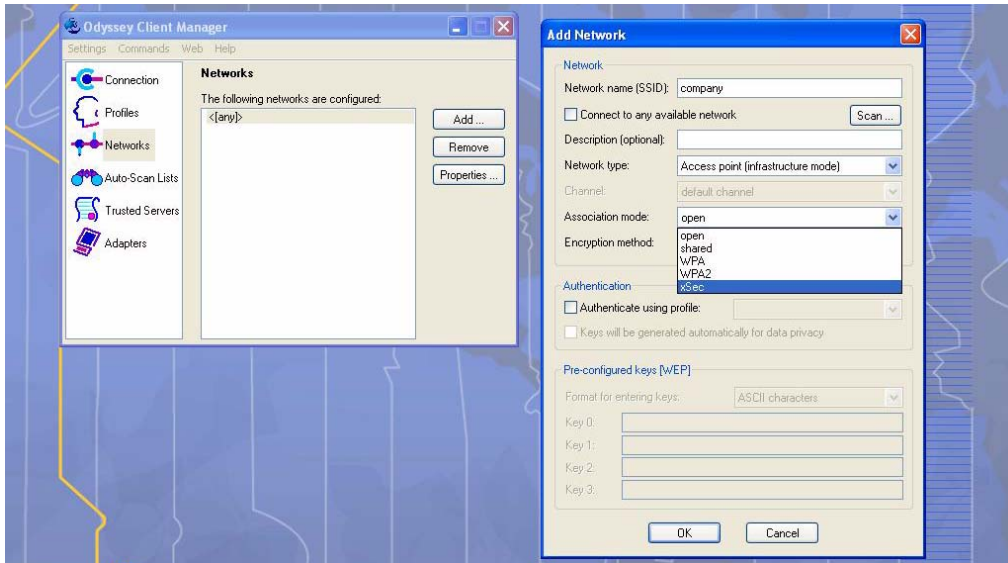 Odyssey Client Manager
Settings Commands Web Help
Connection
Profiles
Networks
Auto-Scan Lists
Trusted Servers
Adapters
Networks
The following networks are configured:
<[any]>
Add ...
Remove
Properties ...
Add Network
Network
Network name (SSID): company
Connect to any available network Scan ...
Description (optional):
Network type: Access point (infrastructure mode)
Channel: default channel
Association mode: open
Encryption method:
open
shared
WPA
WPA2
xSec
Authentication
Authenticate using profile:
Keys will be generated automatically for data privacy
Pre-configured keys [WEP]
Format for entering keys: ASCII characters
Key 0:
Key 1:
Key 2:
Key 3:
OK Cancel